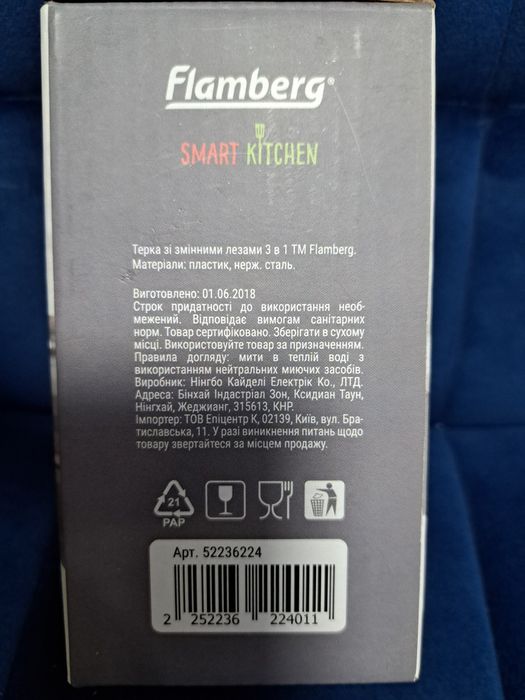 Flamberg®
SMART KITCHEN
Терка зі змінними лезами 3 в 1 ТМ Flamberg.
Матеріали: пластик, нерж. сталь.
Виготовлено: 01.06.2018
Строк придатності до використання необ-
межений. Відповідає вимогам санітарних
норм. Товар сертифіковано. Зберігати в сухому
місці. Використовуйте товар за призначенням.
Правила догляду: мити в теплій воді з
використанням нейтральних миючих засобів.
Виробник: Нінгбо Кайделі Електрік Ко., ЛТД.
Адреса: Бінхай Індастріал Зон, Ксидиан Таун,
Нінгхай, Жеджианг, 315613, КНР.
Імпортер: ТОВ Епіцентр К, 02139, Київ, вул. Бра-
тиславська, 11. У разі виникнення питань щодо
товару звертайтеся за місцем продажу.
21
PAP
Арт. 52236224
2 252236 224011